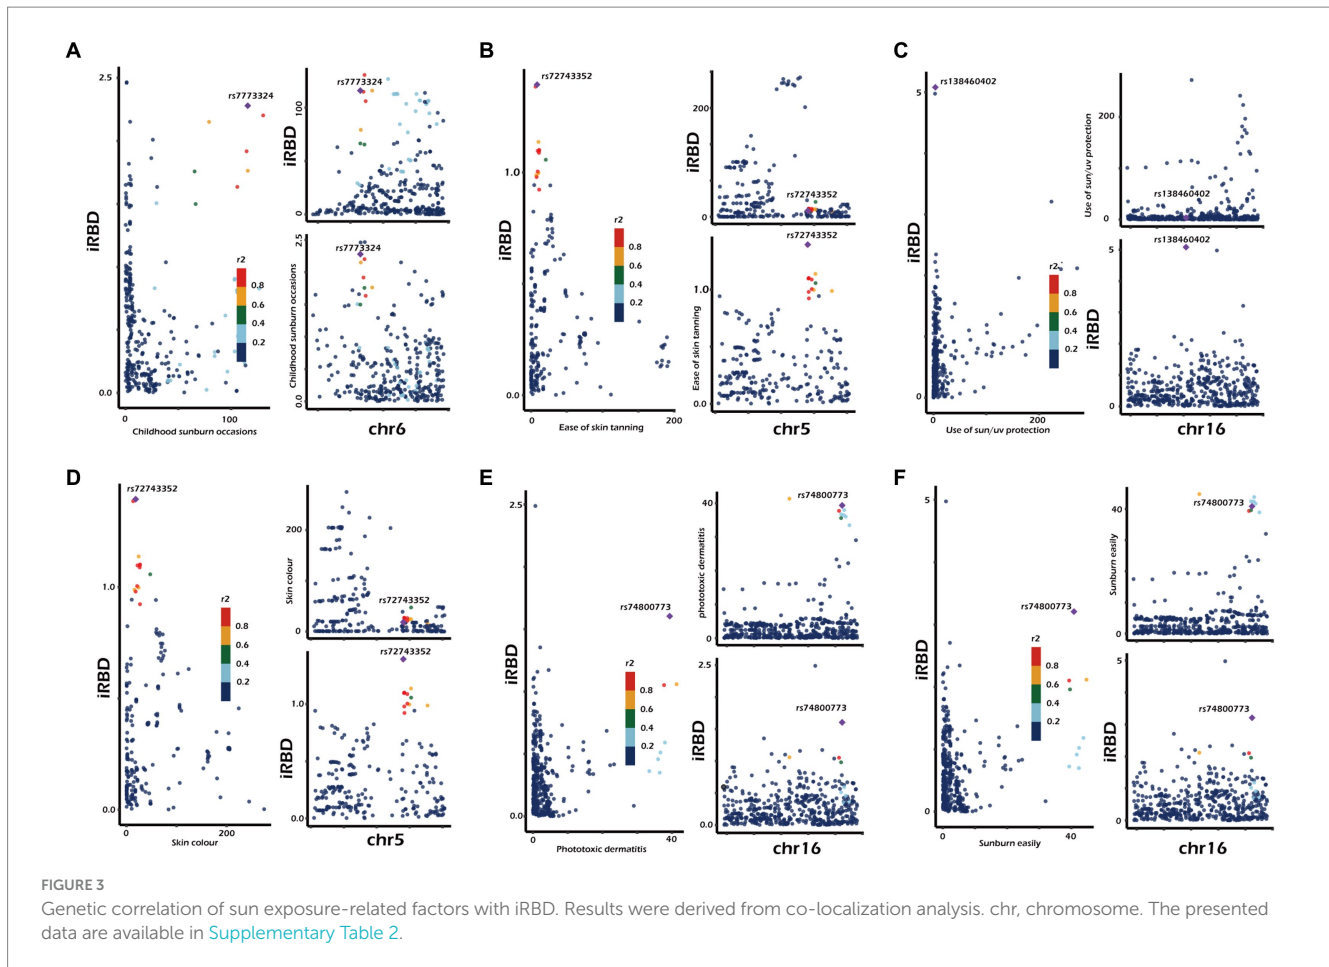 A
B
C
2.5
iRBD
0.0
rs7773324
r2
0.8
0.6
0.4
0.2
0
100
Childhood sunburn occasions
iRBD
100
0
rs7773324
Childhood sunburn occasions
2.5
0.0
rs7773324
chr6
iRBD
1.0
0.0
rs72743352
r2
0.8
0.6
0.4
0.2
0
200
Ease of skin tanning
iRBD
200
0
rs72743352
Ease of skin tanning
1.0
0.0
rs72743352
chr5
iRBD
5
0
rs138460402
r2
0.8
0.6
0.4
0.2
0
200
Use of sun/uv protection
Use of sun/uv protection
200
0
rs138460402
iRBD
5
0
rs138460402
chr16
D
E
F
iRBD
1.0
0.0
rs72743352
r2
0.8
0.6
0.4
0.2
0
200
Skin colour
Skin colour
200
0
rs72743352
iRBD
1.0
0.0
rs72743352
chr5
iRBD
2.5
0.0
rs74800773
r2
0.8
0.6
0.4
0.2
0
40
Phototoxic dermatitis
phototoxic dermatitis
40
0
rs74800773
iRBD
2.5
0.0
rs74800773
chr16
iRBD
5
0
rs74800773
r2
0.8
0.6
0.4
0.2
0
40
Sunburn easily
Sunburn easily
40
0
rs74800773
iRBD
5
0
rs74800773
chr16
FIGURE 3
Genetic correlation of sun exposure-related factors with iRBD. Results were derived from co-localization analysis. chr, chromosome. The presented
data are available in Supplementary Table 2.